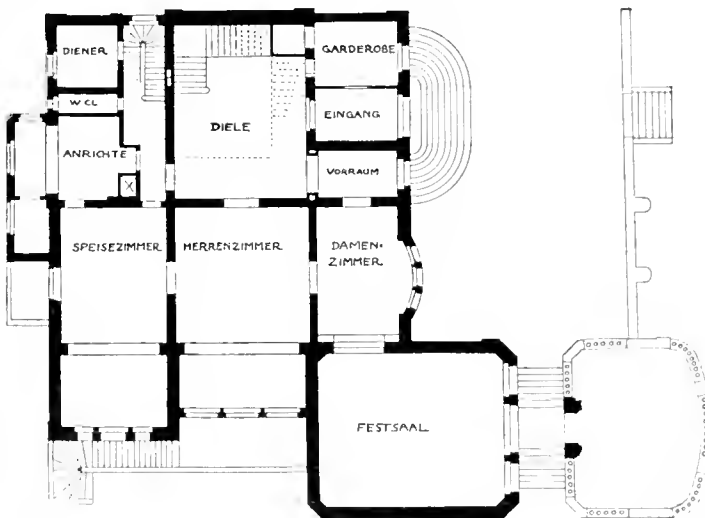 DIENER
GARDEROBE
W.CL
EINGANG
DIELE
ANRICHTE
VORRAUM
SPEISEZIMMER
HERRENZIMMER
DAMEN-
ZIMMER
FESTSAAL